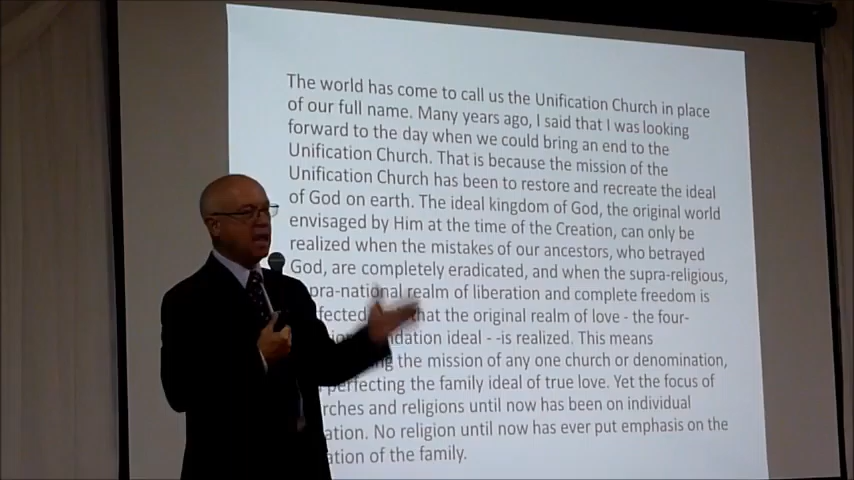 The world has come to call us the Unification Church in place
of our full name. Many years ago, I said that I was looking
forward to the day when we could bring an end to the
Unification Church. That is because the mission of the
Unification Church has been to restore and recreate the ideal
of God on earth. The ideal kingdom of God, the original world
envisaged by Him at the time of the Creation, can only be
realized when the mistakes of our ancestors, who betrayed
God, are completely eradicated, and when the supra-religious,
pra-national realm of liberation and complete freedom is
fected that the original realm of love - the four-
dation ideal - -is realized. This means
the mission of any one church or denomination,
perfecting the family ideal of true love. Yet the focus of
rches and religions until now has been on individual
ation. No religion until now has ever put emphasis on the
ation of the family.